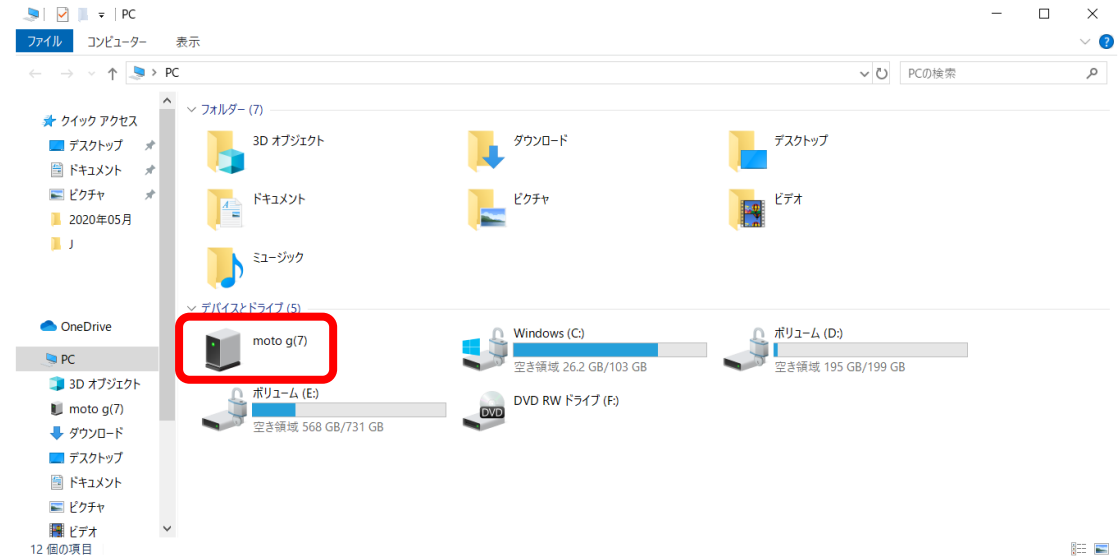 PC
ファイル コンピューター 表示
PC PCの検索
クイック アクセス
デスクトップ
ドキュメント
ピクチャ
2020年05月
J
OneDrive
PC
3D オブジェクト
moto g(7)
ダウンロード
デスクトップ
ドキュメント
ピクチャ
ビデオ
フォルダー (7)
3D オブジェクト ダウンロード デスクトップ
ドキュメント ピクチャ ビデオ
ミュージック
デバイスとドライブ (5)
moto g(7)
Windows (C:)
空き領域 26.2 GB/103 GB
ボリューム (D:)
空き領域 195 GB/199 GB
ボリューム (E:)
空き領域 568 GB/731 GB
DVD RW ドライブ (F:)
DVD
12 個の項目